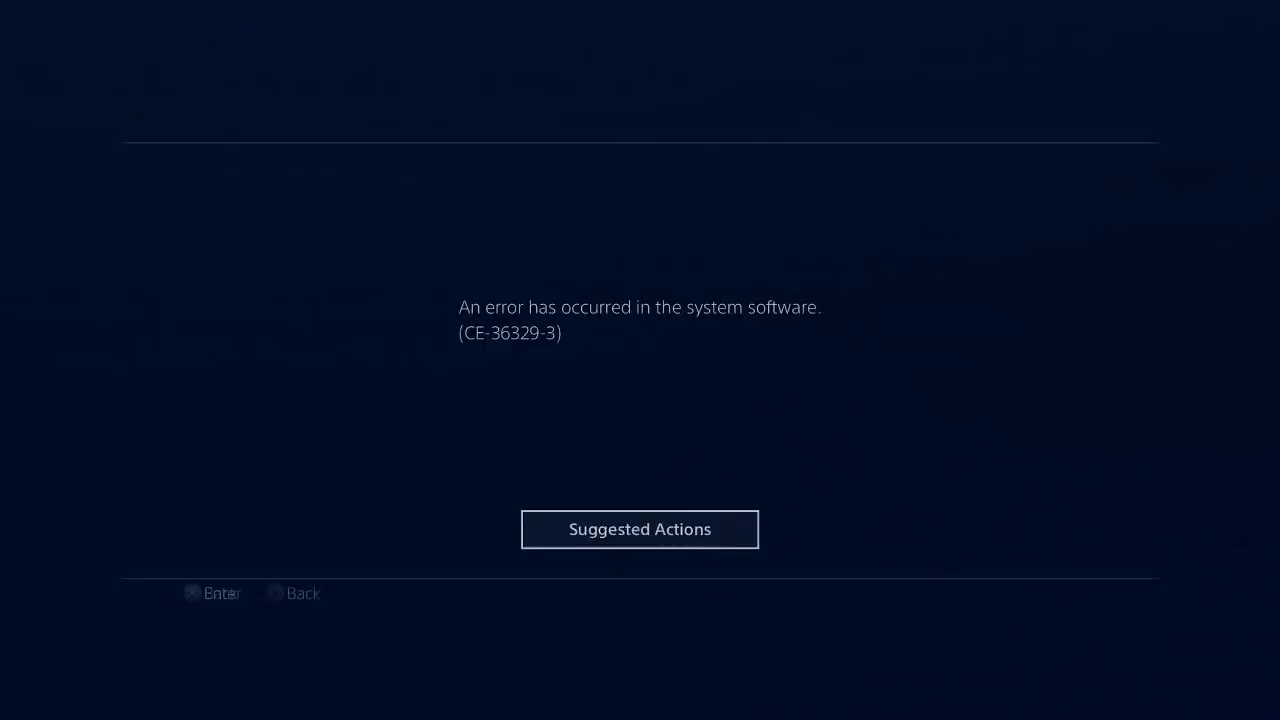 An error has occurred in the system software.
(CE-36329-3)
Suggested Actions
Enter Back